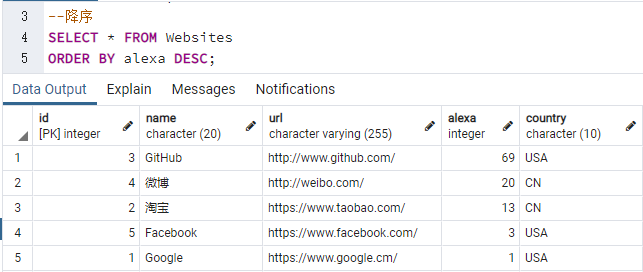 3 --降序
4 SELECT * FROM Websites
5 ORDER BY alexa DESC;
Data Output Explain Messages Notifications
id name url alexa country
[PK] integer character (20) character varying (255) integer character (10)
1 3 GitHub http://www.github.com/ 69 USA
2 4 微博 http://weibo.com/ 20 CN
3 2 淘宝 https://www.taobao.com/ 13 CN
4 5 Facebook https://www.facebook.com/ 3 USA
5 1 Google https://www.google.cm/ 1 USA